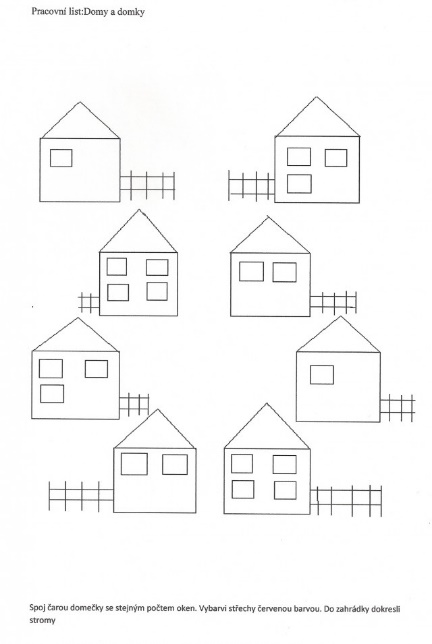 Pracovní list:Domy a domky
Spoj čarou domečky se stejným počtem oken. Vybarvi střechy červenou barvou. Do zahrádky dokresli
stromy